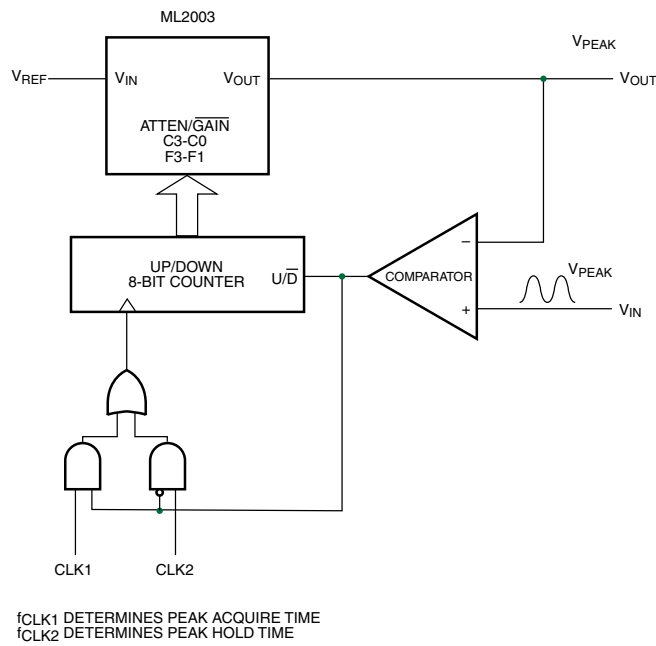 ML2003
VPEAK
VREF
VIN
VOUT
VOUT
ATTEN/GAIN
C3-C0
F3-F1
UP/DOWN
8-BIT COUNTER
U/D
COMPARATOR
−
+
VPEAK
VIN
CLK1
CLK2
fCLK1 DETERMINES PEAK ACQUIRE TIME
fCLK2 DETERMINES PEAK HOLD TIME